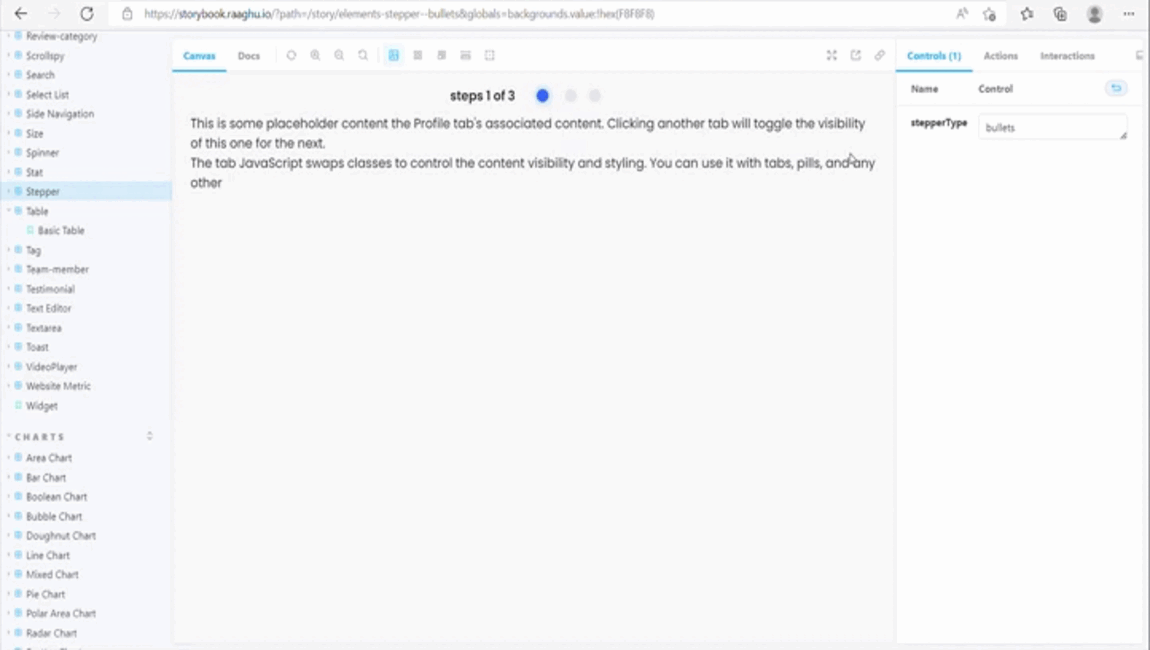 https://storybook.raaghu.io/?path=/story/elements-stepper--bullets&globals=backgrounds.value:!hex(F8F8F8)
Review-category
Scrollspy
Search
Select List
Side Navigation
Size
Spinner
Stat
Stepper
Table
Basic Table
Tag
Team-member
Testimonial
Text Editor
Textarea
Toast
VideoPlayer
Website Metric
Widget
CHARTS
Area Chart
Bar Chart
Boolean Chart
Bubble Chart
Doughnut Chart
Line Chart
Mixed Chart
Pie Chart
Polar Area Chart
Radar Chart
Canvas Docs
steps 1 of 3
This is some placeholder content the Profile tab's associated content. Clicking another tab will toggle the visibility
of this one for the next.
The tab JavaScript swaps classes to control the content visibility and styling. You can use it with tabs, pills, and any
other
Controls (1) Actions Interactions
Name Control
stepperType bullets